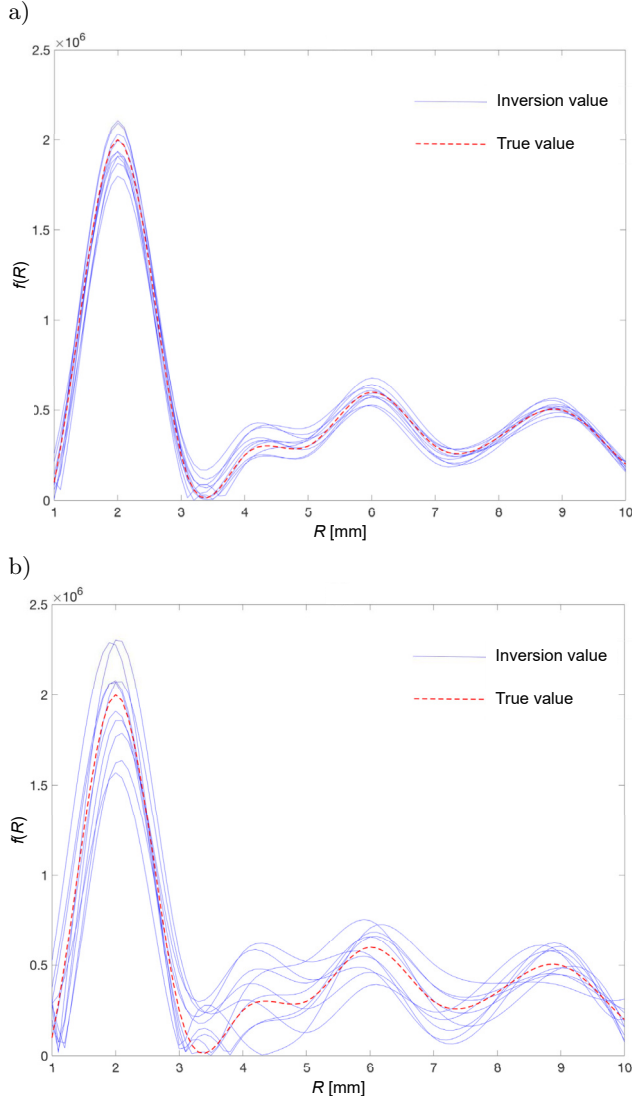 a)
×10⁶
2.5
Inversion value
2
True value
1.5
f(R)
1
3.5
0
1 2 3 4 5 6 7 8 9 10
R [mm]
b)
×10⁶
2.5
Inversion value
2
True value
1.5
f(R)
1
0.5
0
1 2 3 4 5 6 7 8 9 10
R [mm]